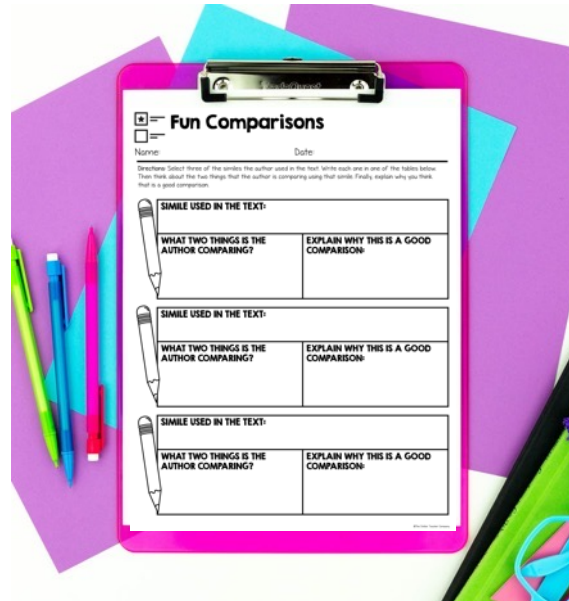 Fun Comparisons
Name: Date:
Directions: Select three of the similes the author used in the text. Write each one in one of the tables below.
Then think about the two things that the author is comparing using that simile. Finally, explain why you think
that is a good comparison.
SIMILE USED IN THE TEXT:
WHAT TWO THINGS IS THE
AUTHOR COMPARING?
EXPLAIN WHY THIS IS A GOOD
COMPARISON:
SIMILE USED IN THE TEXT:
WHAT TWO THINGS IS THE
AUTHOR COMPARING?
EXPLAIN WHY THIS IS A GOOD
COMPARISON:
SIMILE USED IN THE TEXT:
WHAT TWO THINGS IS THE
AUTHOR COMPARING?
EXPLAIN WHY THIS IS A GOOD
COMPARISON: